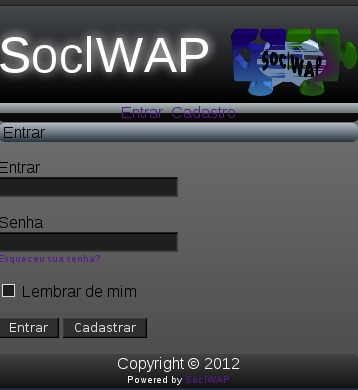 SoclWAP
SoclWAP
Entrar Cadastro
Entrar
Entrar
Senha
Esqueceu sua senha?
Lembrar de mim
Entrar Cadastrar
Copyright © 2012
Powered by SoclWAP